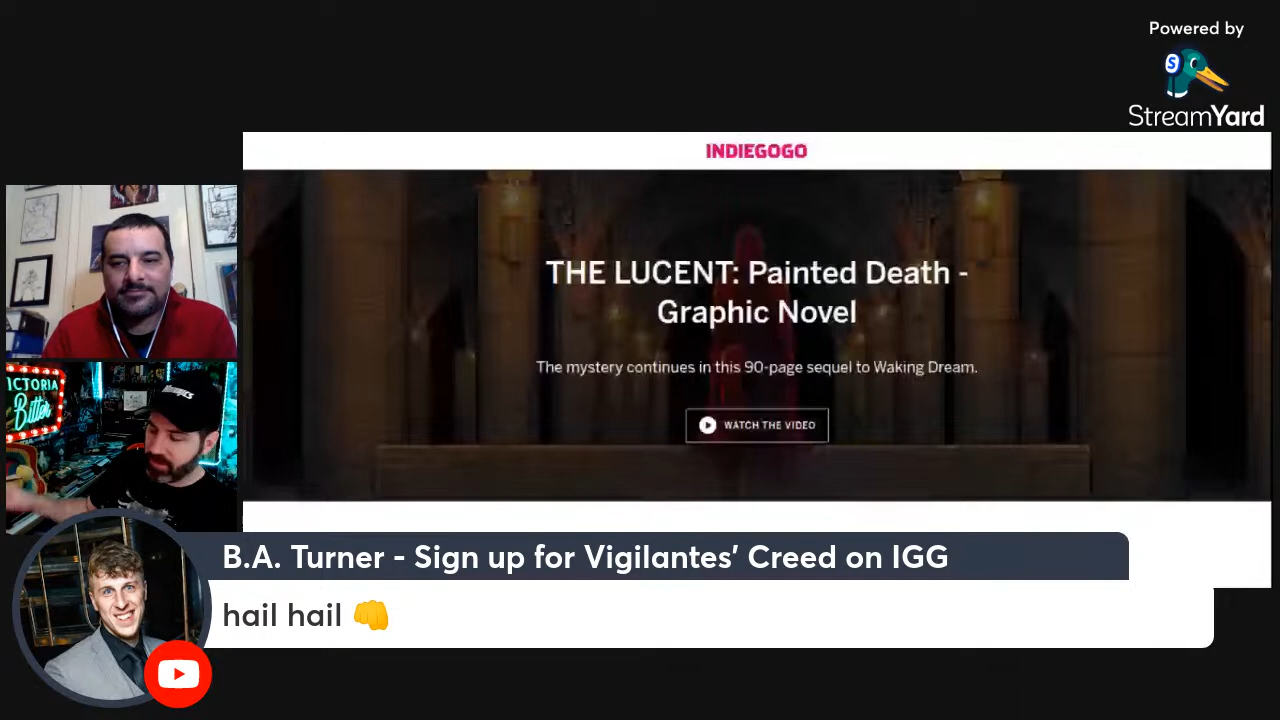 Powered by
StreamYard
INDIEGOGO
THE LUCENT: Painted Death -
Graphic Novel
The mystery continues in this 90-page sequel to Waking Dream.
WATCH THE VIDEO
Bitter
B.A. Turner - Sign up for Vigilantes’ Creed on IGG
hail hail 👊